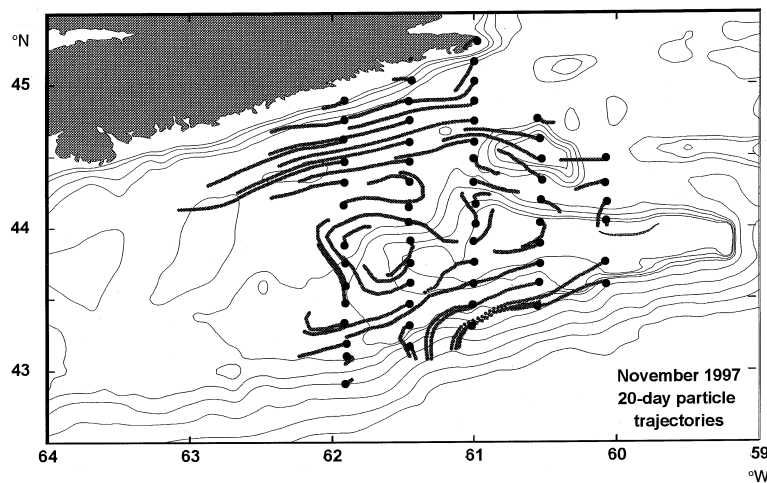 °N
45
44
43
November 1997
20-day particle
trajectories
64 63 62 61 60 59
°W